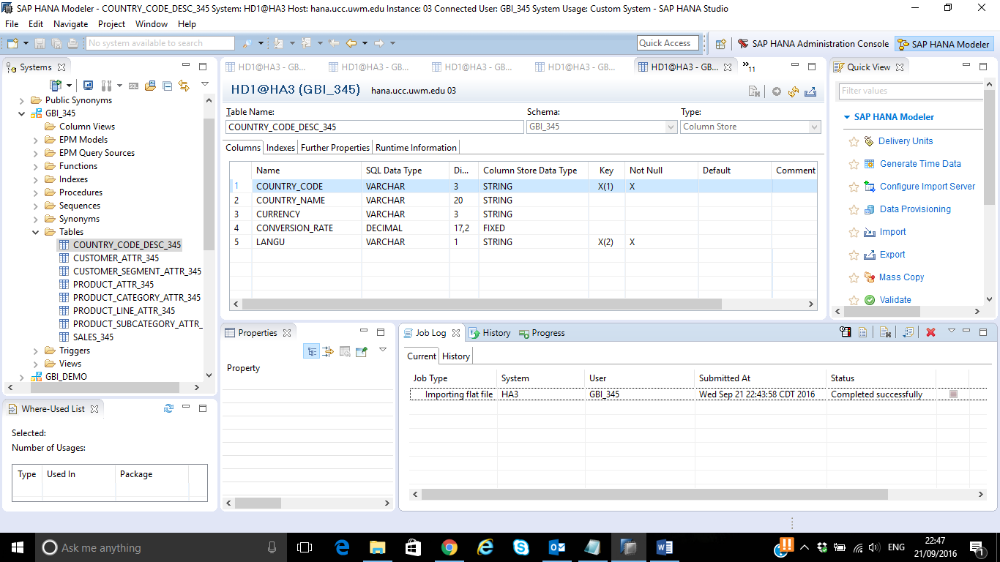 SAP HANA Modeler - COUNTRY_CODE_DESC_345 System: HD1@HA3 Host: hana.ucc.uwm.edu Instance: 03 Connected User: GBI_345 System Usage: Custom System - SAP HANA Studio
File Edit Navigate Project Window Help
No system available to search
Quick Access
SAP HANA Administration Console
SAP HANA Modeler
Systems
SQL
Public Synonyms
GBI_345
Column Views
EPM Models
EPM Query Sources
Functions
Indexes
Procedures
Sequences
Synonyms
Tables
COUNTRY_CODE_DESC_345
CUSTOMER_ATTR_345
CUSTOMER_SEGMENT_ATTR_345
PRODUCT_ATTR_345
PRODUCT_CATEGORY_ATTR_345
PRODUCT_LINE_ATTR_345
PRODUCT_SUBCATEGORY_ATTR_
SALES_345
Triggers
Views
GBI_DEMO
Where-Used List
Selected:
Number of Usages:
Type Used In Package
HD1@HA3 - GB... HD1@HA3 - GB... HD1@HA3 - GB... HD1@HA3 - GB... HD1@HA3 - GB... »11
HD1@HA3 (GBI_345) hana.ucc.uwm.edu 03
Table Name: Schema: Type:
COUNTRY_CODE_DESC_345 GBI_345 Column Store
Columns Indexes Further Properties Runtime Information
Name SQL Data Type Di... Column Store Data Type Key Not Null Default Comment
1 COUNTRY_CODE VARCHAR 3 STRING X(1) X
2 COUNTRY_NAME VARCHAR 20 STRING
3 CURRENCY VARCHAR 3 STRING
4 CONVERSION_RATE DECIMAL 17,2 FIXED
5 LANGU VARCHAR 1 STRING X(2) X
Properties
Property
Job Log History Progress
Current History
Job Type System User Submitted At Status
Importing flat file HA3 GBI_345 Wed Sep 21 22:43:58 CDT 2016 Completed successfully
Quick View
Filter values
SAP HANA Modeler
Delivery Units
Generate Time Data
Configure Import Server
Data Provisioning
Import
Export
Mass Copy
Validate
Ask me anything
ENG
22:47
21/09/2016
1